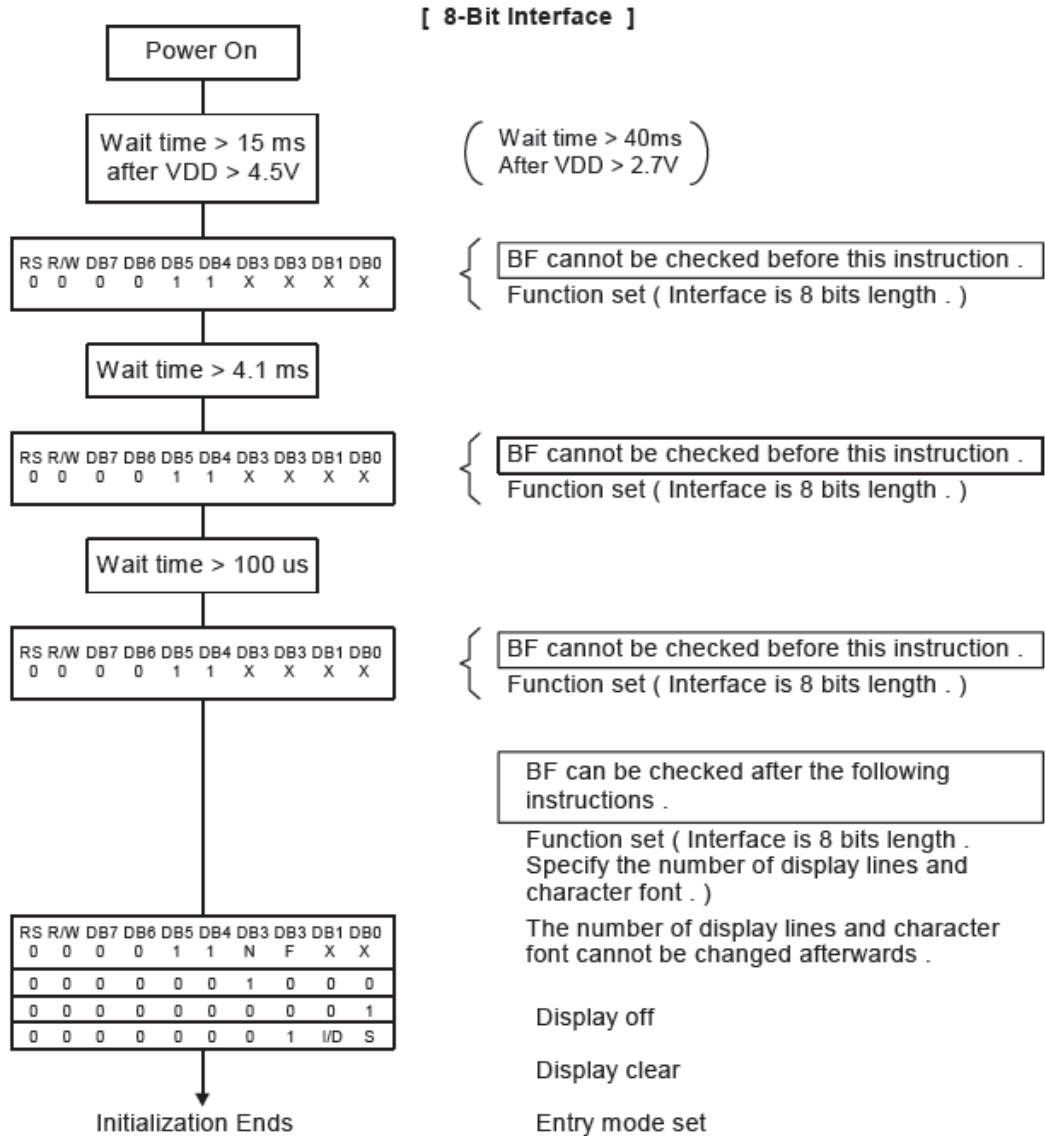 [ 8-Bit Interface ]
Power On
Wait time > 15 ms
after VDD > 4.5V
Wait time > 40ms
After VDD > 2.7V
RS R/W DB7 DB6 DB5 DB4 DB3 DB3 DB1 DB0
0 0 0 0 1 1 X X X X
BF cannot be checked before this instruction .
Function set ( Interface is 8 bits length . )
Wait time > 4.1 ms
RS R/W DB7 DB6 DB5 DB4 DB3 DB3 DB1 DB0
0 0 0 0 1 1 X X X X
BF cannot be checked before this instruction .
Function set ( Interface is 8 bits length . )
Wait time > 100 us
RS R/W DB7 DB6 DB5 DB4 DB3 DB3 DB1 DB0
0 0 0 0 1 1 X X X X
BF cannot be checked before this instruction .
Function set ( Interface is 8 bits length . )
BF can be checked after the following
instructions .
Function set ( Interface is 8 bits length .
Specify the number of display lines and
character font . )
The number of display lines and character
font cannot be changed afterwards .
RS R/W DB7 DB6 DB5 DB4 DB3 DB3 DB1 DB0
0 0 0 0 1 1 N F X X
0 0 0 0 0 0 1 0 0 0
0 0 0 0 0 0 0 0 0 1
0 0 0 0 0 0 0 1 I/D S
Display off
Display clear
Entry mode set
Initialization Ends